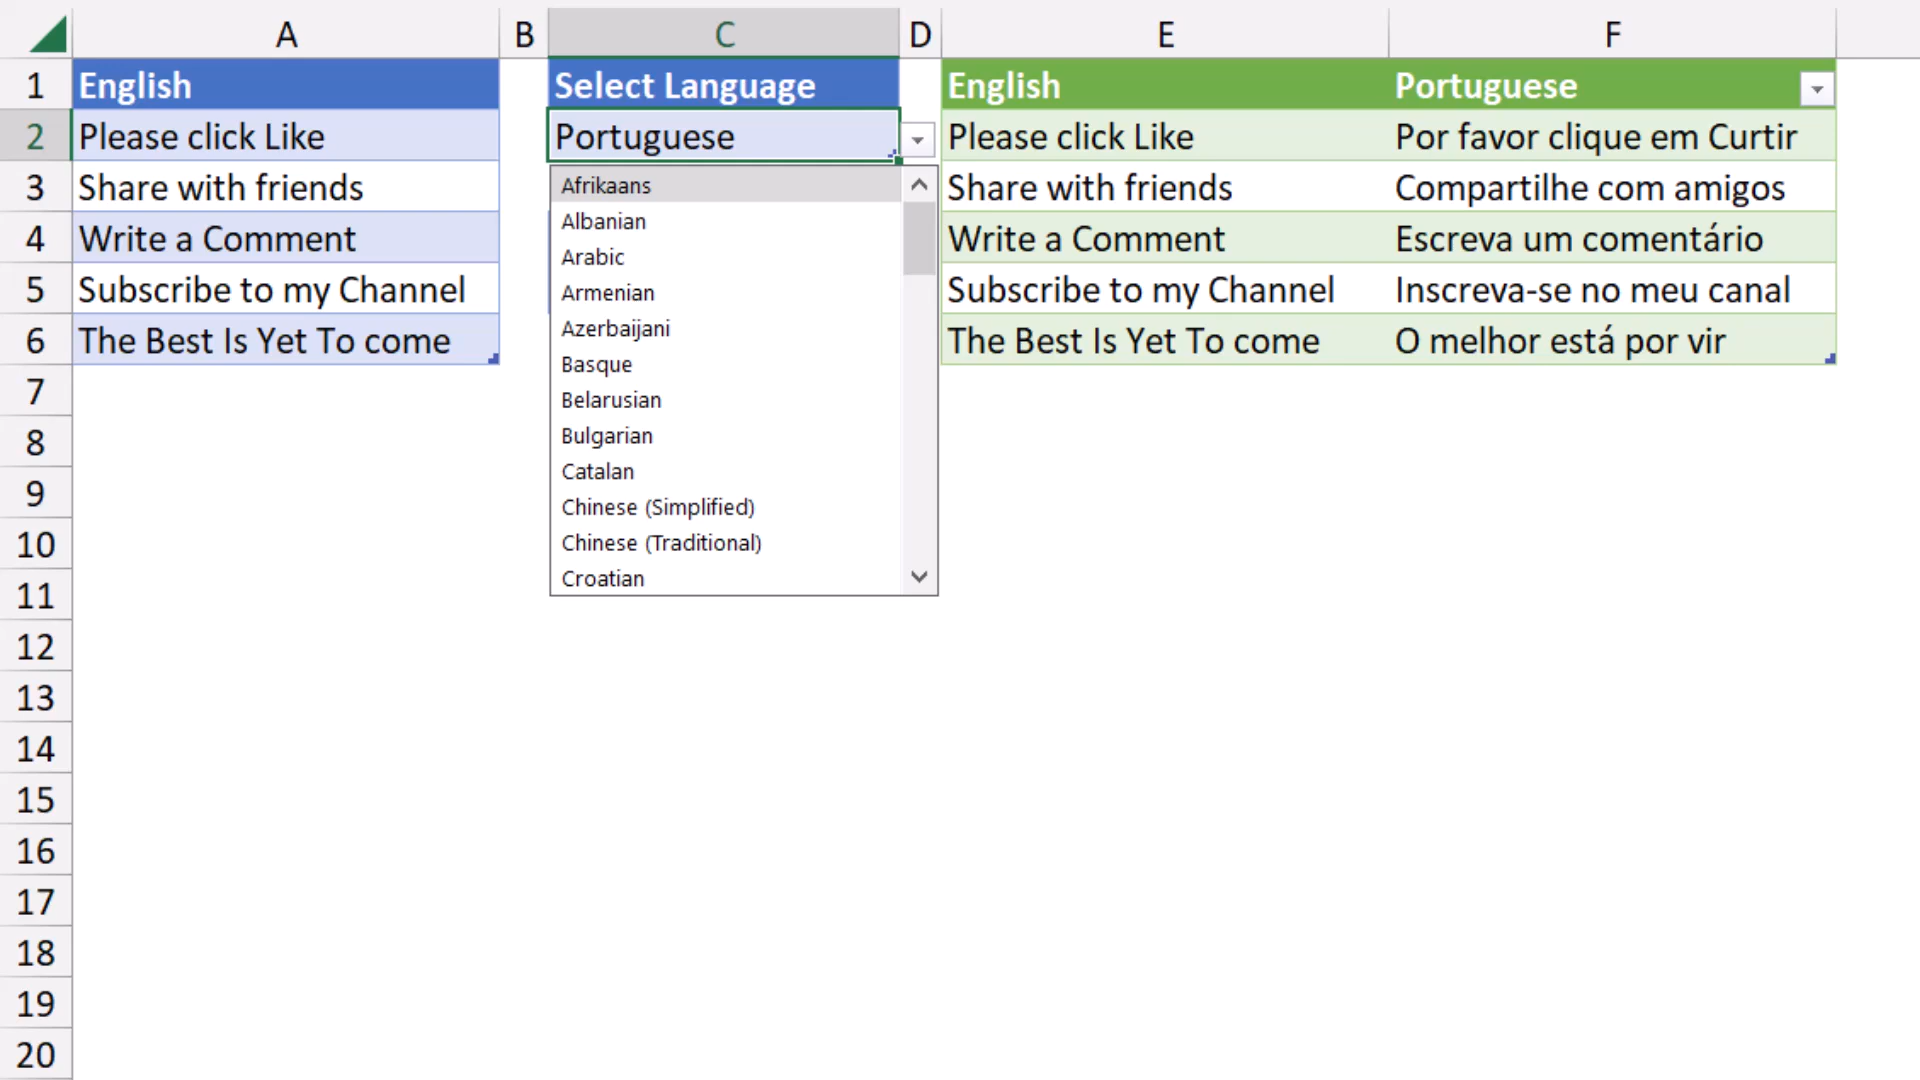 A B C D E F
1 English Select Language English Portuguese
2 Please click Like Portuguese Please click Like Por favor clique em Curtir
3 Share with friends Share with friends Compartilhe com amigos
4 Write a Comment Write a Comment Escreva um comentário
5 Subscribe to my Channel Subscribe to my Channel Inscreva-se no meu canal
6 The Best Is Yet To come The Best Is Yet To come O melhor está por vir
Afrikaans
Albanian
Arabic
Armenian
Azerbaijani
Basque
Belarusian
Bulgarian
Catalan
Chinese (Simplified)
Chinese (Traditional)
Croatian
7
8
9
10
11
12
13
14
15
16
17
18
19
20